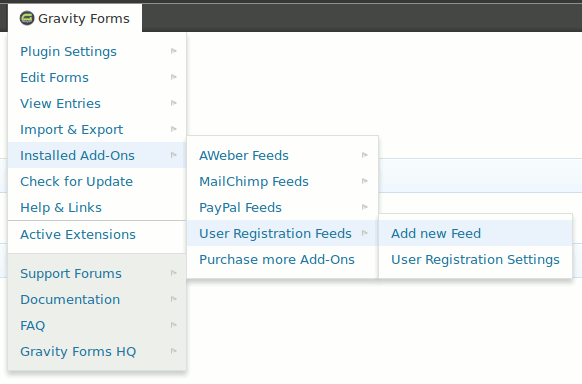 Gravity Forms
Plugin Settings
Edit Forms
View Entries
Import & Export
Installed Add-Ons
Check for Update
Help & Links
Active Extensions
Support Forums
Documentation
FAQ
Gravity Forms HQ
AWeber Feeds
MailChimp Feeds
PayPal Feeds
User Registration Feeds
Purchase more Add-Ons
Add new Feed
User Registration Settings